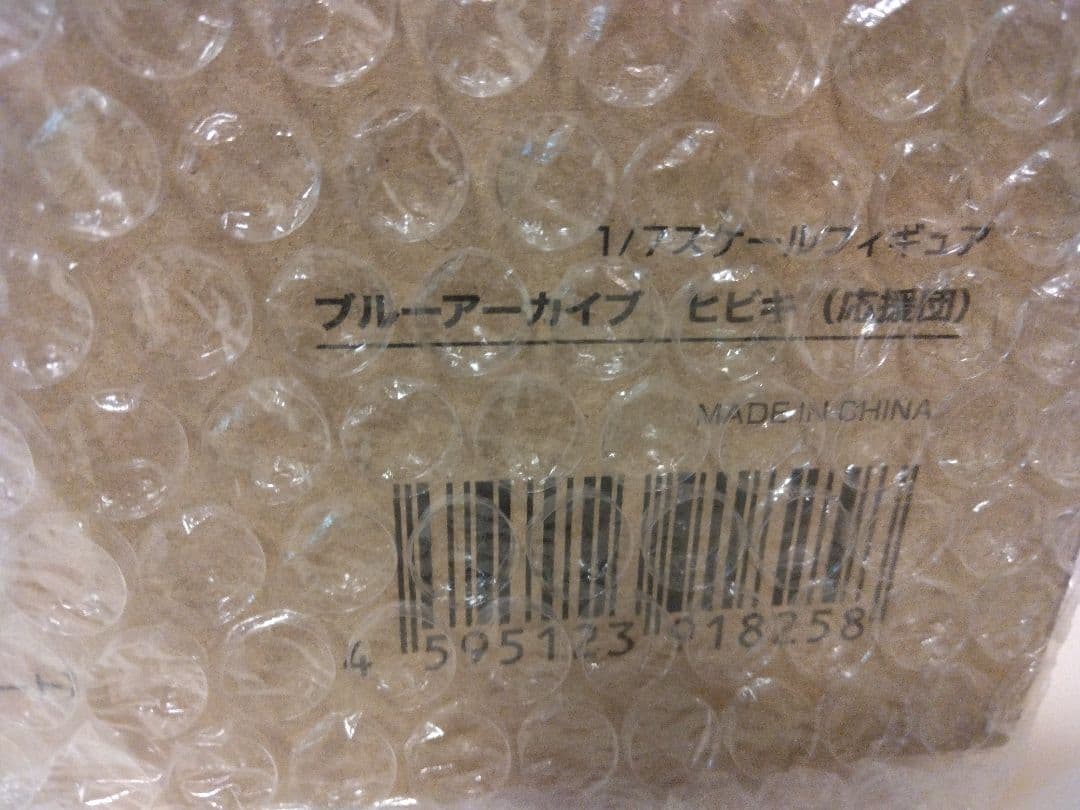 1/7スケールフィギュア
ブルーアーカイブ ヒビキ（応援団）
MADE IN CHINA
4 595123 918258